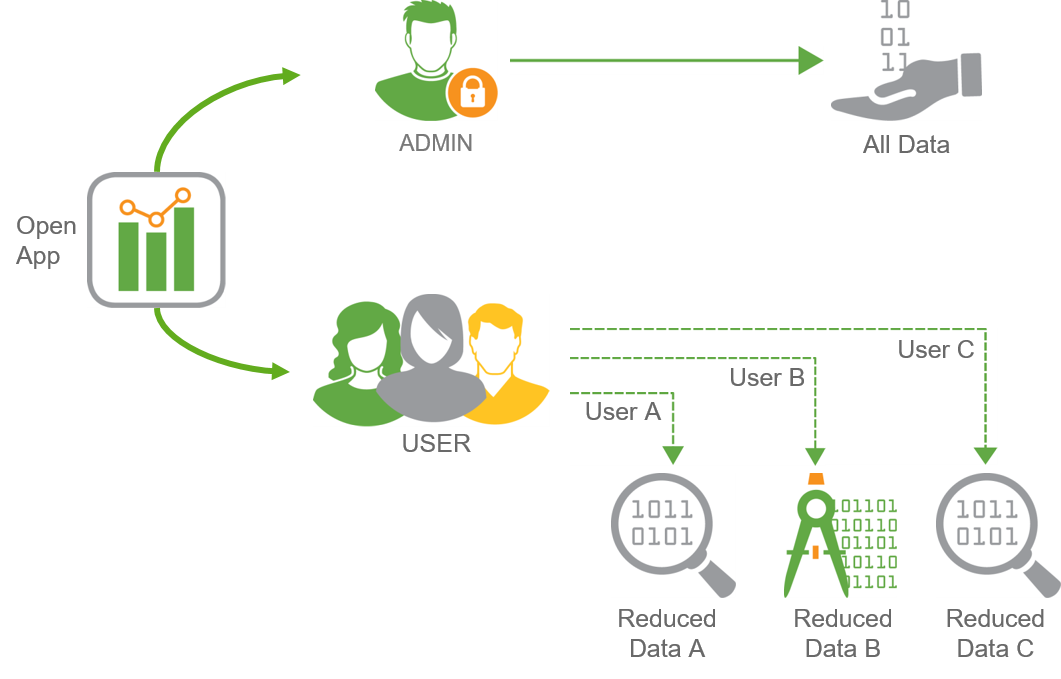 10
01
11
ADMIN
All Data
Open
App
User C
User B
User A
USER
1011
0101
101101
010110
01101
10110
01101
1011
0101
Reduced
Data A
Reduced
Data B
Reduced
Data C